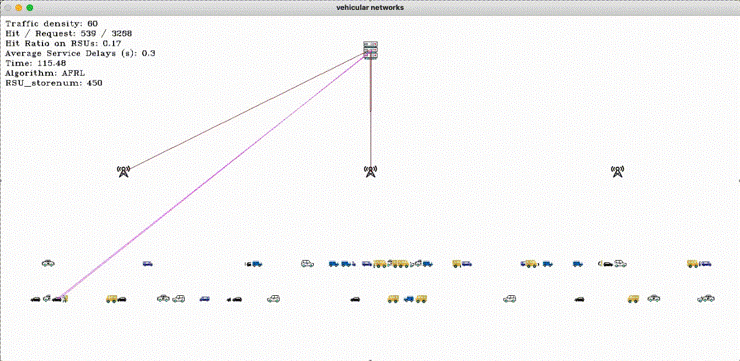 vehicular networks
Traffic density: 60
Hit / Request: 539 / 3268
Hit Ratio on RSUs: 0.17
Average Service Delays (s): 0.3
Time: 115.48
Algorithm: AFRL
RSU_storenum: 450